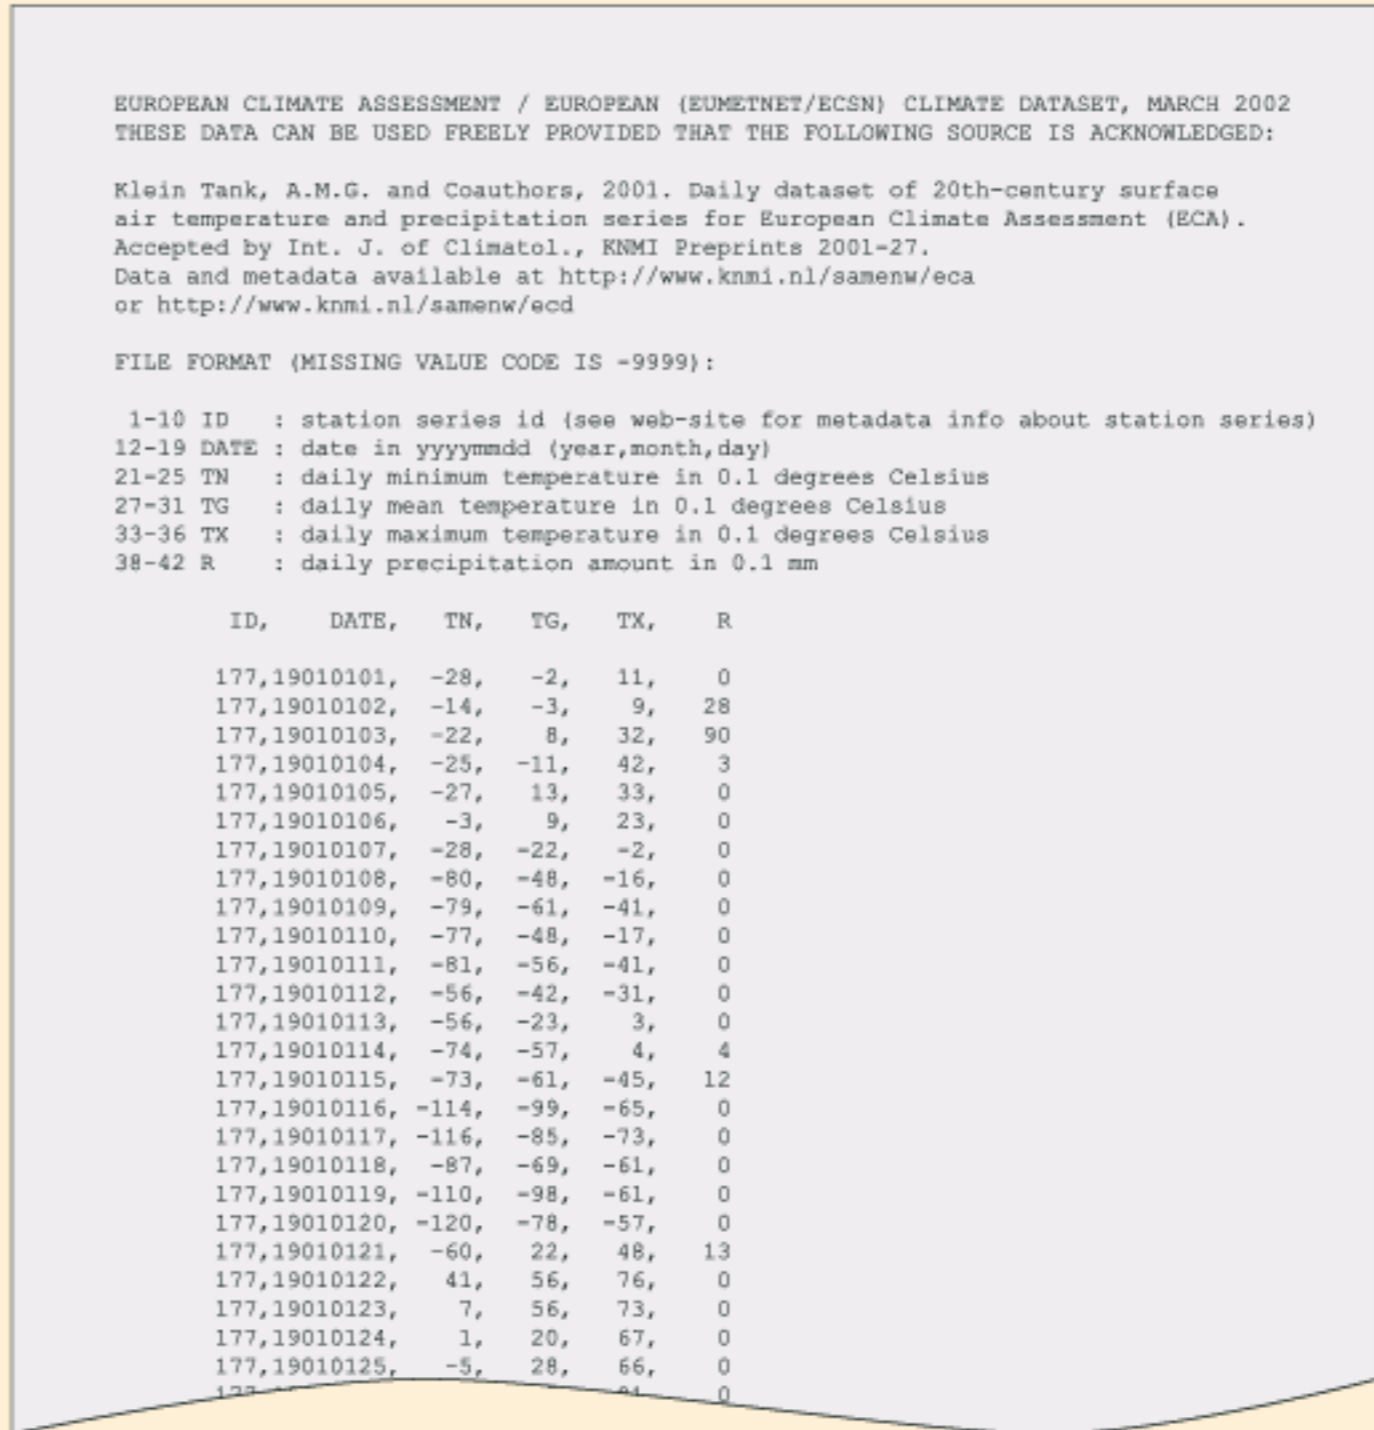 EUROPEAN CLIMATE ASSESSMENT / EUROPEAN (EUMETNET/ECSN) CLIMATE DATASET, MARCH 2002
THESE DATA CAN BE USED FREELY PROVIDED THAT THE FOLLOWING SOURCE IS ACKNOWLEDGED:

Klein Tank, A.M.G. and Coauthors, 2001. Daily dataset of 20th-century surface
air temperature and precipitation series for European Climate Assessment (ECA).
Accepted by Int. J. of Climatol., KNMI Preprints 2001-27.
Data and metadata available at http://www.knmi.nl/samenw/eca
or http://www.knmi.nl/samenw/ecd

FILE FORMAT (MISSING VALUE CODE IS -9999):

 1-10 ID   : station series id (see web-site for metadata info about station series)
12-19 DATE : date in yyyymmdd (year,month,day)
21-25 TN   : daily minimum temperature in 0.1 degrees Celsius
27-31 TG   : daily mean temperature in 0.1 degrees Celsius
33-36 TX   : daily maximum temperature in 0.1 degrees Celsius
38-42 R    : daily precipitation amount in 0.1 mm

        ID,    DATE,   TN,   TG,   TX,    R

       177,19010101,  -28,   -2,   11,    0
       177,19010102,  -14,   -3,    9,   28
       177,19010103,  -22,    8,   32,   90
       177,19010104,  -25,  -11,   42,    3
       177,19010105,  -27,   13,   33,    0
       177,19010106,   -3,    9,   23,    0
       177,19010107,  -28,  -22,   -2,    0
       177,19010108,  -80,  -48,  -16,    0
       177,19010109,  -79,  -61,  -41,    0
       177,19010110,  -77,  -48,  -17,    0
       177,19010111,  -81,  -56,  -41,    0
       177,19010112,  -56,  -42,  -31,    0
       177,19010113,  -56,  -23,    3,    0
       177,19010114,  -74,  -57,    4,    4
       177,19010115,  -73,  -61,  -45,   12
       177,19010116, -114,  -99,  -65,    0
       177,19010117, -116,  -85,  -73,    0
       177,19010118,  -87,  -69,  -61,    0
       177,19010119, -110,  -98,  -61,    0
       177,19010120, -120,  -78,  -57,    0
       177,19010121,  -60,   22,   48,   13
       177,19010122,   41,   56,   76,    0
       177,19010123,    7,   56,   73,    0
       177,19010124,    1,   20,   67,    0
       177,19010125,   -5,   28,   66,    0
                                          0